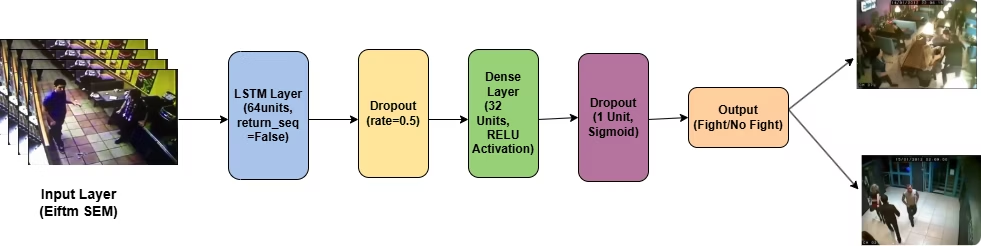 LSTM Layer
(64units,
return_seq
=False)
Dropout
(rate=0.5)
Dense
Layer
(32
Units,
RELU
Activation)
Dropout
(1 Unit,
Sigmoid)
Output
(Fight/No Fight)
Input Layer
(Eiftm SEM)